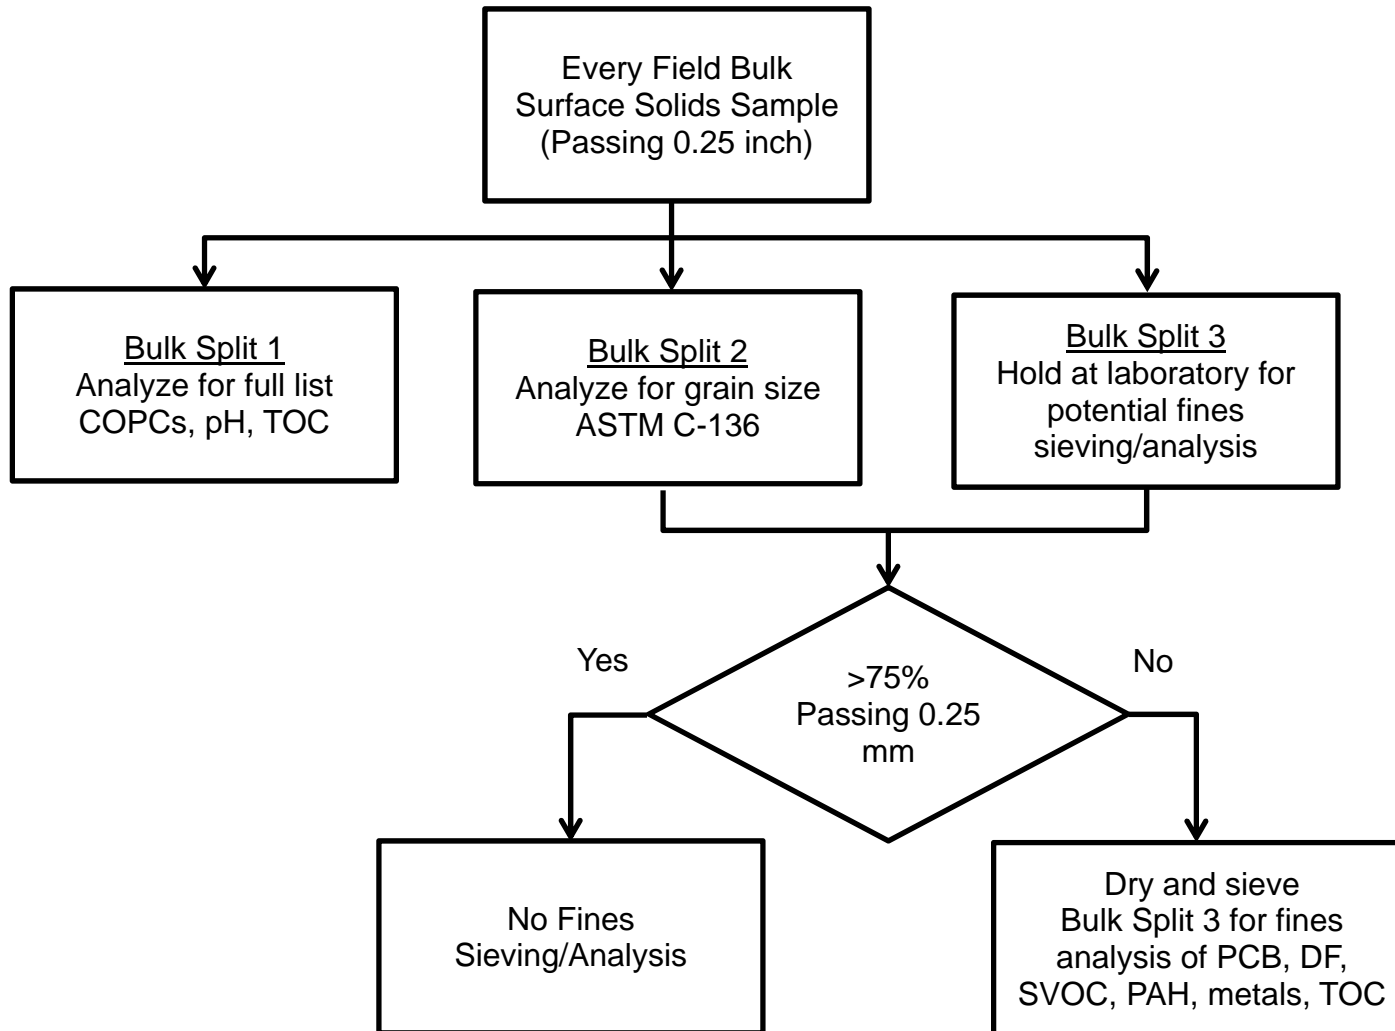 Every Field Bulk
Surface Solids Sample
(Passing 0.25 inch)
Bulk Split 1
Analyze for full list
COPCs, pH, TOC
Bulk Split 2
Analyze for grain size
ASTM C-136
Bulk Split 3
Hold at laboratory for
potential fines
sieving/analysis
Yes
>75%
Passing 0.25
mm
No
No Fines
Sieving/Analysis
Dry and sieve
Bulk Split 3 for fines
analysis of PCB, DF,
SVOC, PAH, metals, TOC